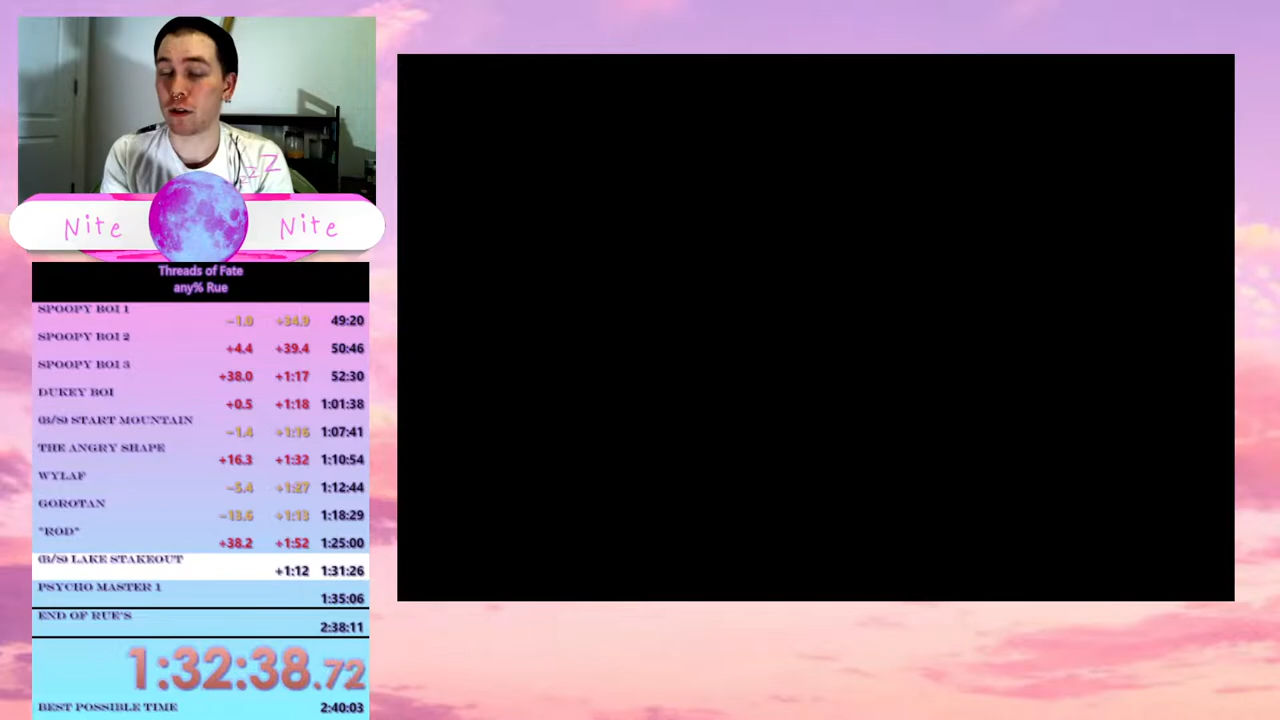 zzZ
Nite Nite
Threads of Fate
any% Rue
SPOOPY BOI 1
-1.9 +34.9 49:20
SPOOPY BOI 2
+4.4 +39.4 50:46
SPOOPY BOI 3
+38.0 +1:17 52:30
DUKEY BOI
+0.5 +1:18 1:01:38
(B/S) START MOUNTAIN
-1.4 +1:16 1:07:41
THE ANGRY SHAPE
+16.3 +1:32 1:10:54
WYLAF
-5.4 +1:27 1:12:44
GOROTAN
-13.6 +1:13 1:18:29
"ROD"
+38.2 +1:52 1:25:00
(B/S) LAKE STAKEOUT
+1:12 1:31:26
PSYCHO MASTER 1
1:35:06
END OF RUE'S
2:38:11
1:32:38.72
BEST POSSIBLE TIME 2:40:03